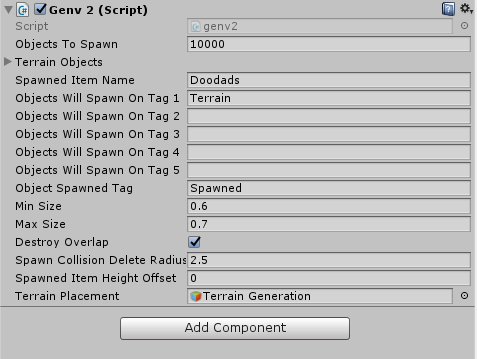 Genv 2 (Script)
Script genv2
Objects To Spawn 10000
Terrain Objects
Spawned Item Name Doodads
Objects Will Spawn On Tag 1 Terrain
Objects Will Spawn On Tag 2
Objects Will Spawn On Tag 3
Objects Will Spawn On Tag 4
Objects Will Spawn On Tag 5
Object Spawned Tag Spawned
Min Size 0.6
Max Size 0.7
Destroy Overlap
Spawn Collision Delete Radius 2.5
Spawned Item Height Offset 0
Terrain Placement Terrain Generation
Add Component